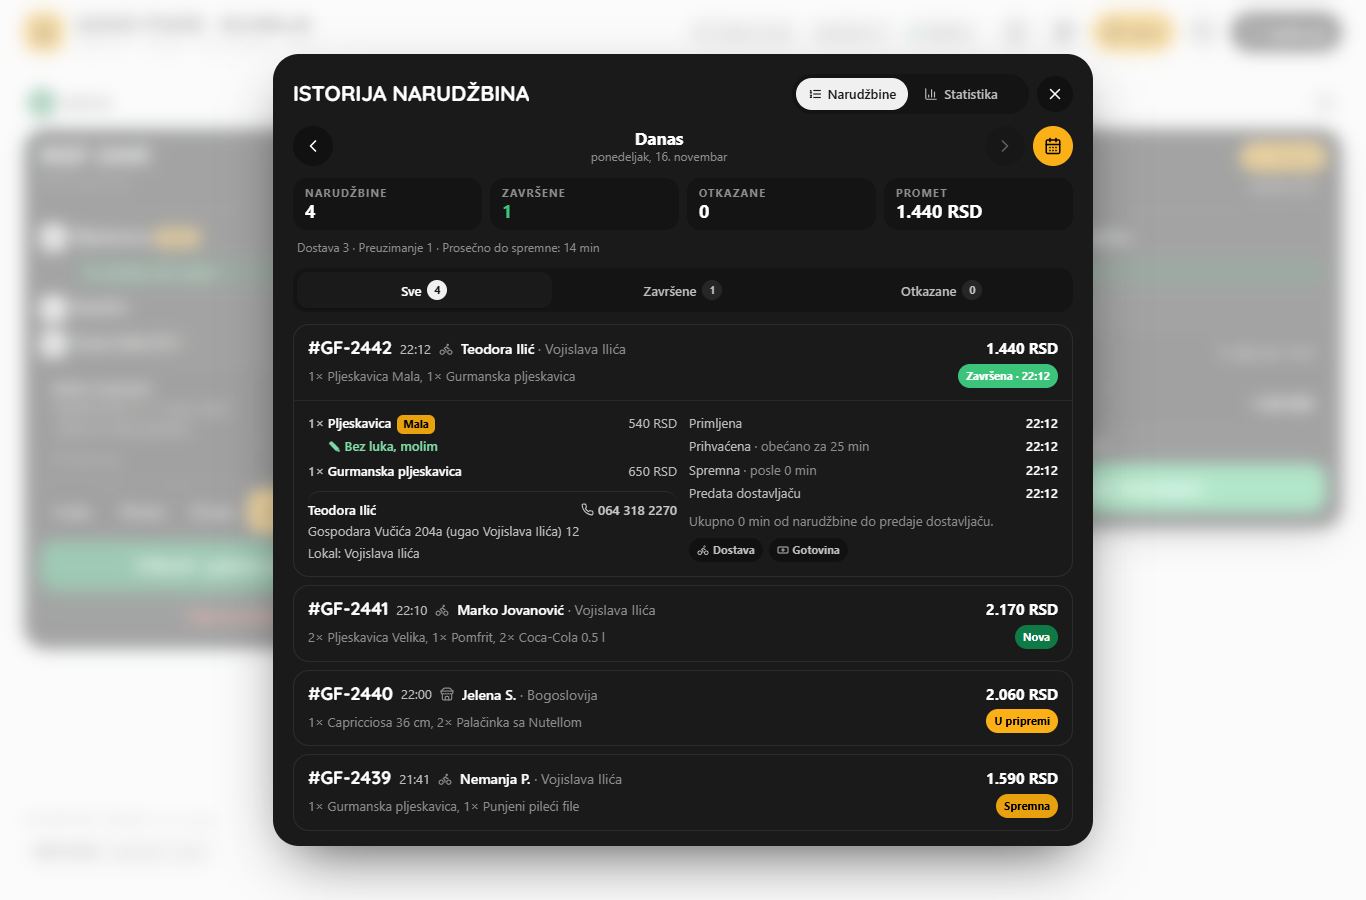 ISTORIJA NARUDŽBINA
Narudžbine
Statistika
Danas
ponedeljak, 16. novembar
NARUDŽBINE
4
ZAVRŠENE
1
OTKAZANE
0
PROMET
1.440 RSD
Dostava 3 · Preuzimanje 1 · Prosečno do spremne: 14 min
Sve 4
Završene 1
Otkazane 0
#GF-2442 22:12 Teodora Ilić · Vojislava Ilića 1.440 RSD
1× Pljeskavica Mala, 1× Gurmanska pljeskavica Završena · 22:12
1× Pljeskavica Mala 540 RSD
Bez luka, molim
1× Gurmanska pljeskavica 650 RSD
Teodora Ilić 064 318 2270
Gospodara Vučića 204a (ugao Vojislava Ilića) 12
Lokal: Vojislava Ilića
Primljena 22:12
Prihvaćena · obećano za 25 min 22:12
Spremna · posle 0 min 22:12
Predata dostavljaču 22:12
Ukupno 0 min od narudžbine do predaje dostavljaču.
Dostava Gotovina
#GF-2441 22:10 Marko Jovanović · Vojislava Ilića 2.170 RSD
2× Pljeskavica Velika, 1× Pomfrit, 2× Coca-Cola 0.5 l Nova
#GF-2440 22:00 Jelena S. · Bogoslovija 2.060 RSD
1× Capricciosa 36 cm, 2× Palačinka sa Nutellom U pripremi
#GF-2439 21:41 Nemanja P. · Vojislava Ilića 1.590 RSD
1× Gurmanska pljeskavica, 1× Punjeni pileći file Spremna